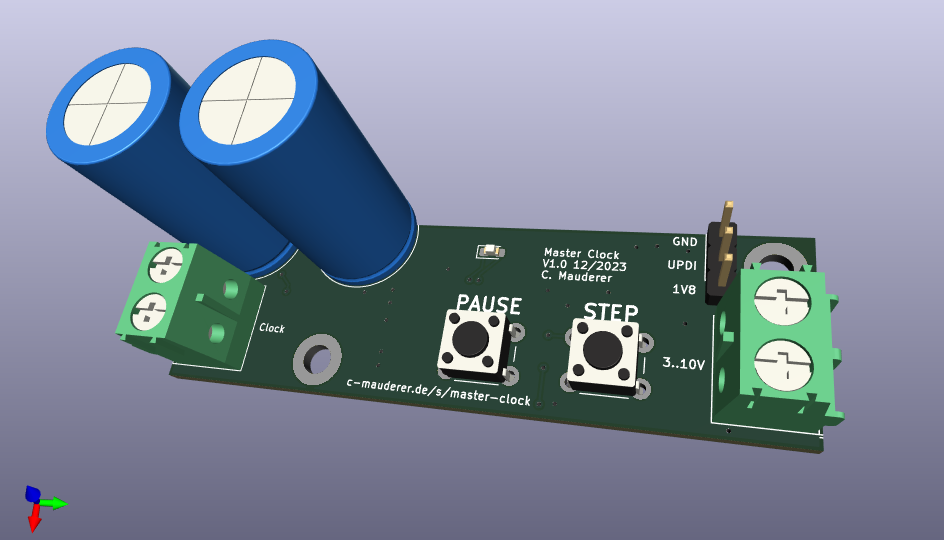 GND
Master Clock
V1.0 12/2023
C. Mauderer
UPDI
1V8
PAUSE
STEP
Clock
3..10V
c-mauderer.de/s/master-clock